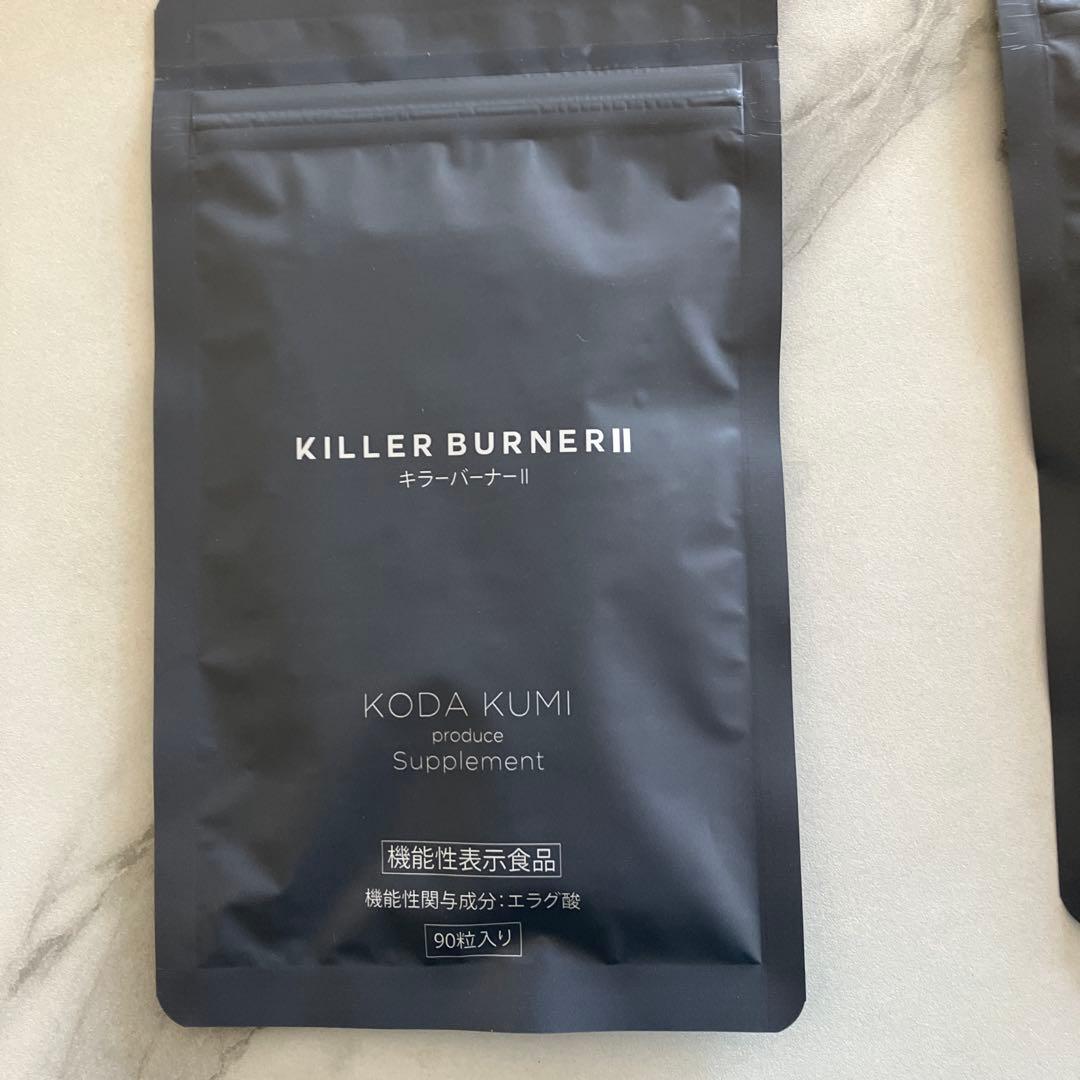 KILLER BURNERⅡ
キラーバーナーⅡ
KODA KUMI
produce
Supplement
機能性表示食品
機能性関与成分：エラグ酸
90粒入り